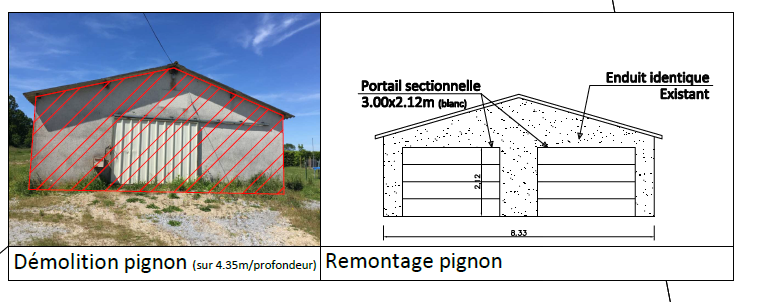 Portail sectionnelle
3.00x2.12m (blanc)
Enduit identique
Existant
2,12
8,33
Démolition pignon (sur 4.35m/profondeur)
Remontage pignon